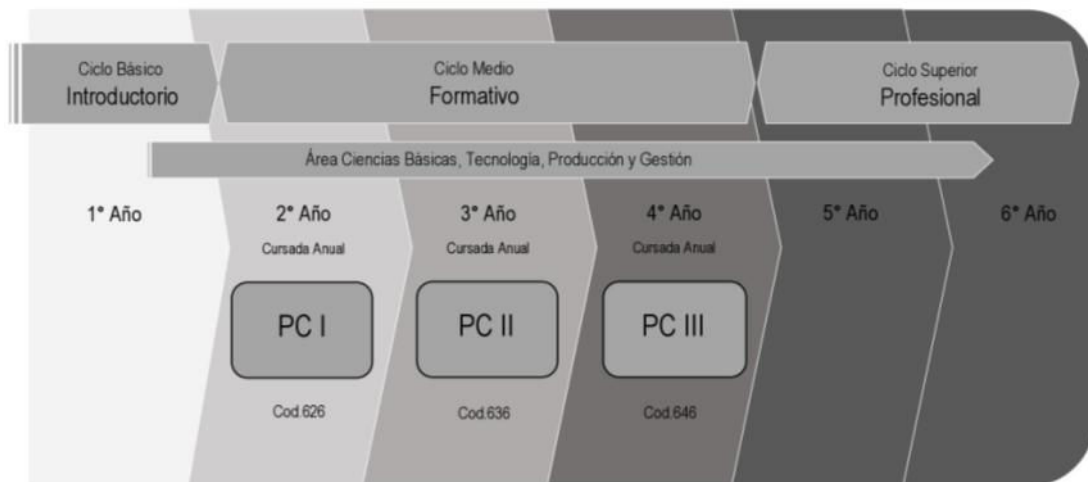 Ciclo Básico
Introductorio
Ciclo Medio
Formativo
Ciclo Superior
Profesional
Área Ciencias Básicas, Tecnología, Producción y Gestión
1° Año
2° Año
3° Año
4° Año
5° Año
6° Año
Cursada Anual
Cursada Anual
Cursada Anual
PC I
PC II
PC III
Cod.626
Cod.636
Cod.646